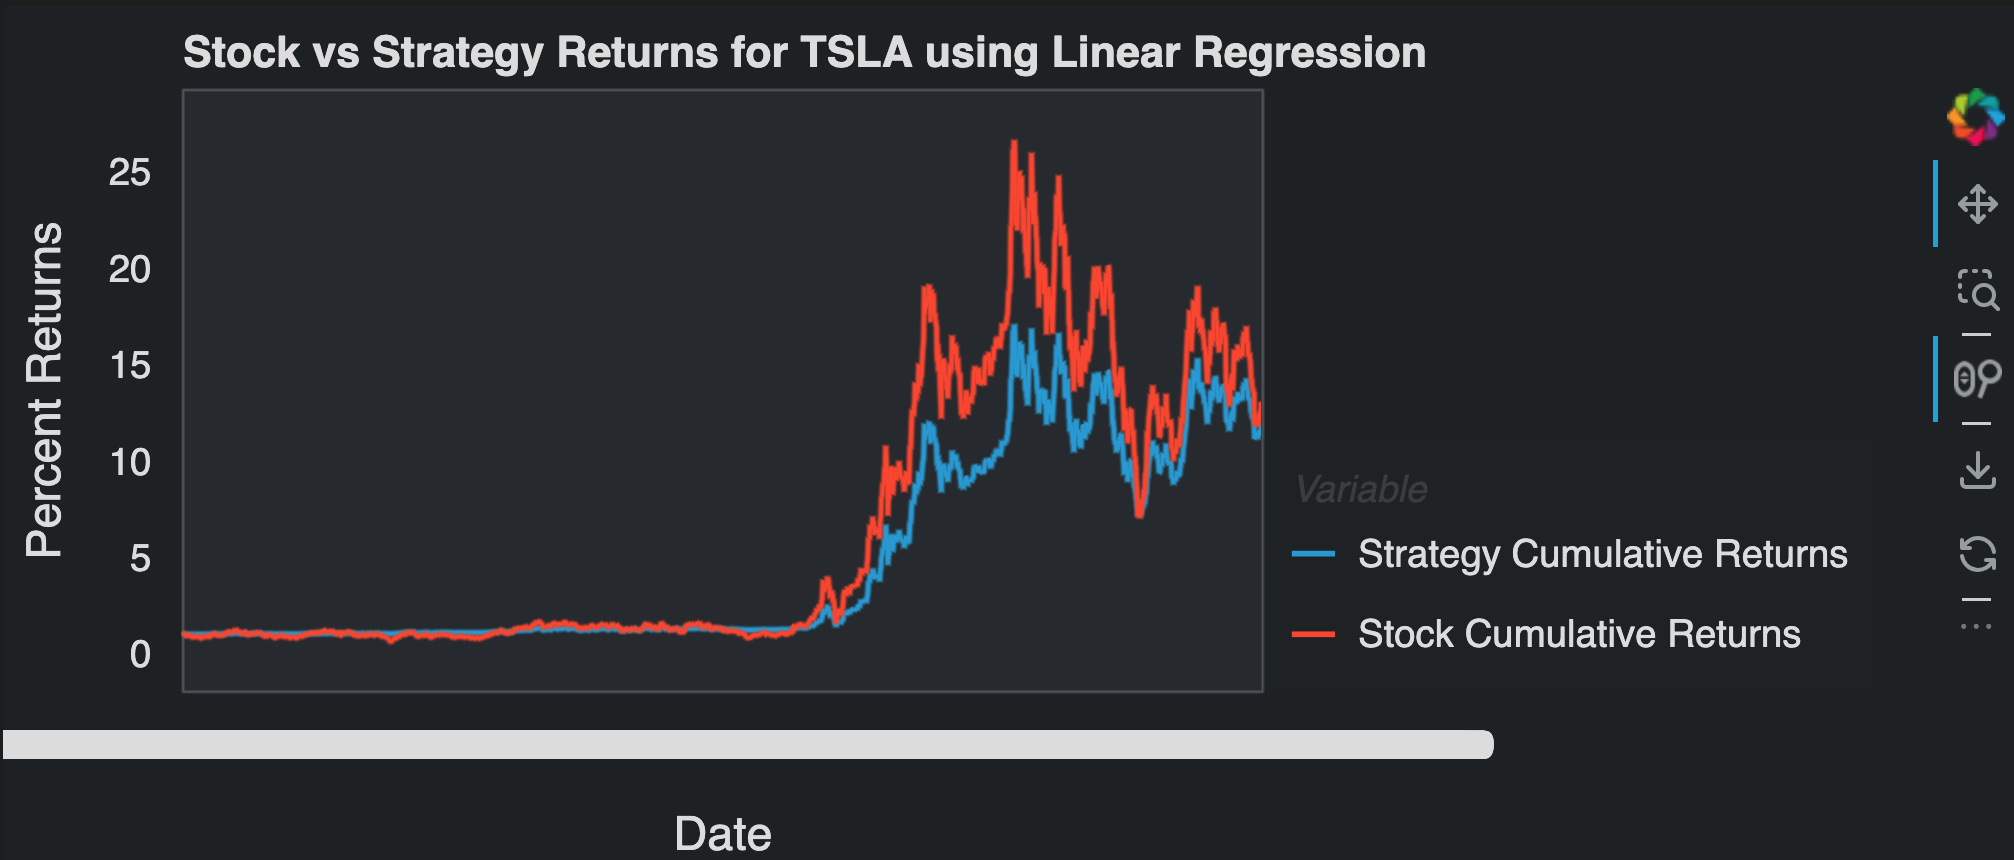 Stock vs Strategy Returns for TSLA using Linear Regression
Percent Returns
25
20
15
10
5
0
Variable
Strategy Cumulative Returns
Stock Cumulative Returns
Date